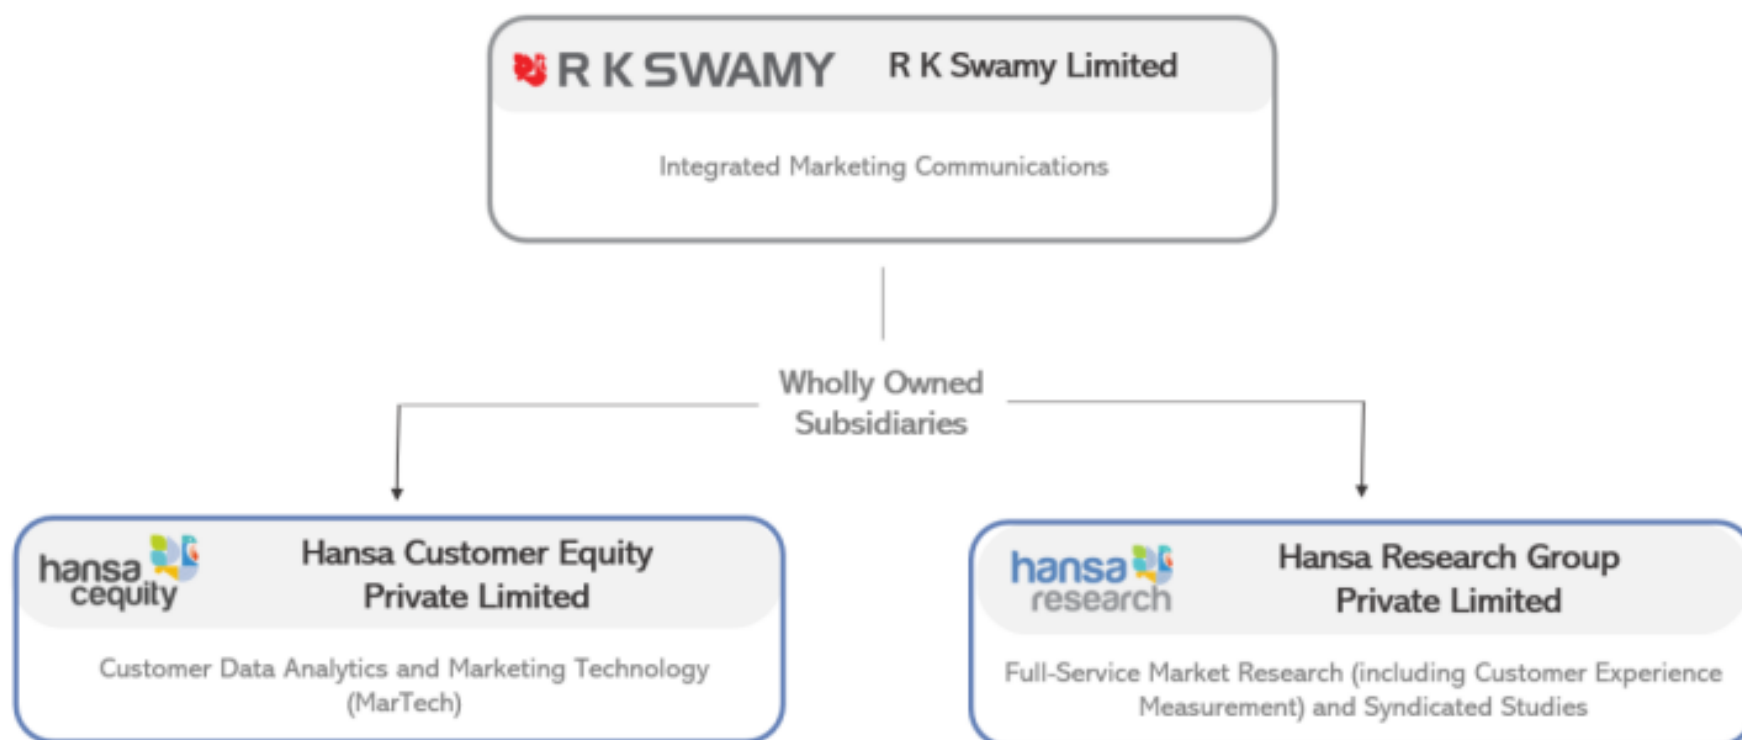 R K SWAMY
R K Swamy Limited
Integrated Marketing Communications
Wholly Owned
Subsidiaries
hansa
cequity
Hansa Customer Equity
Private Limited
Customer Data Analytics and Marketing Technology
(MarTech)
hansa
research
Hansa Research Group
Private Limited
Full-Service Market Research (including Customer Experience
Measurement) and Syndicated Studies